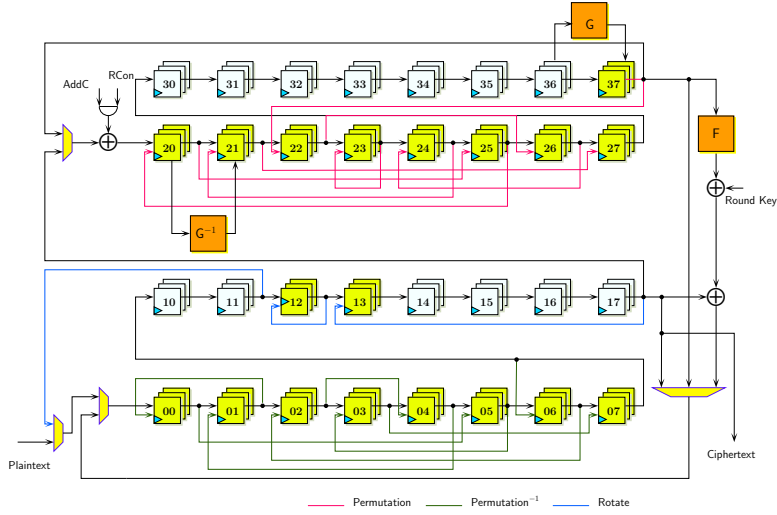 G
30 31 32 33 34 35 36 37
AddC RCon
20 21 22 23 24 25 26 27
F
Round Key
G−1
10 11 12 13 14 15 16 17
00 01 02 03 04 05 06 07
Plaintext
Ciphertext
Permutation Permutation−1 Rotate